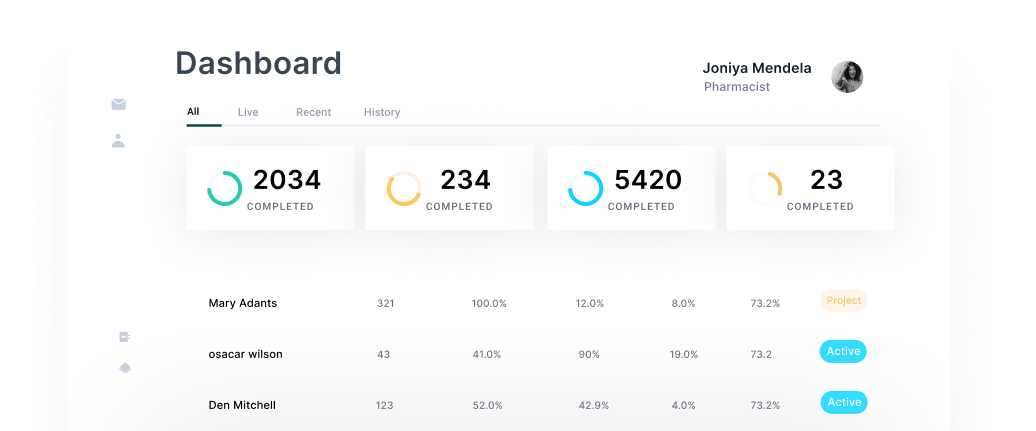 Dashboard
Joniya Mendela
Pharmacist
All Live Recent History
2034 234 5420 23
COMPLETED COMPLETED COMPLETED COMPLETED
Mary Adants 321 100.0% 12.0% 8.0% 73.2% Project
osacar wilson 43 41.0% 90% 19.0% 73.2 Active
Den Mitchell 123 52.0% 42.9% 4.0% 73.2% Active